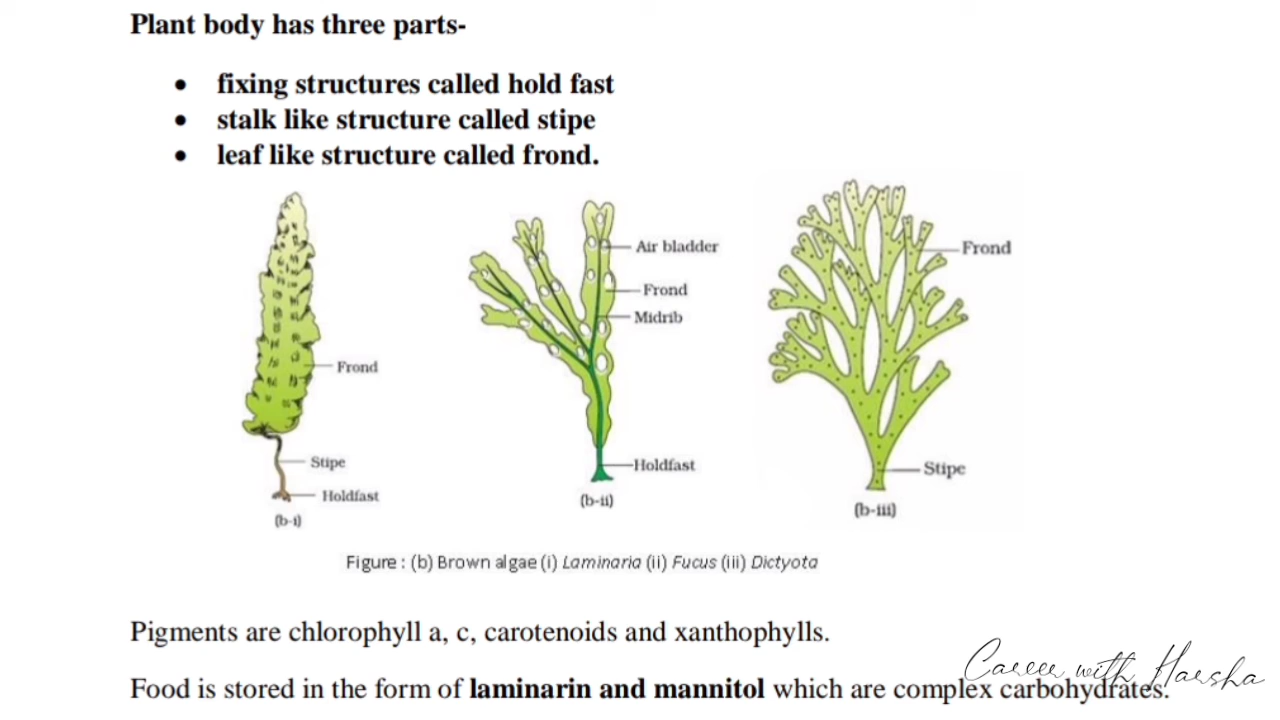 Plant body has three parts-
• fixing structures called hold fast
• stalk like structure called stipe
• leaf like structure called frond.
Air bladder
Frond
Midrib
Holdfast
(b-ii)
Frond
Stipe
Holdfast
(b-i)
Frond
Stipe
(b-iii)
Figure : (b) Brown algae (i) Laminaria (ii) Fucus (iii) Dictyota
Pigments are chlorophyll a, c, carotenoids and xanthophylls.
Food is stored in the form of laminarin and mannitol which are complex carbohydrates.
Career with Harsha